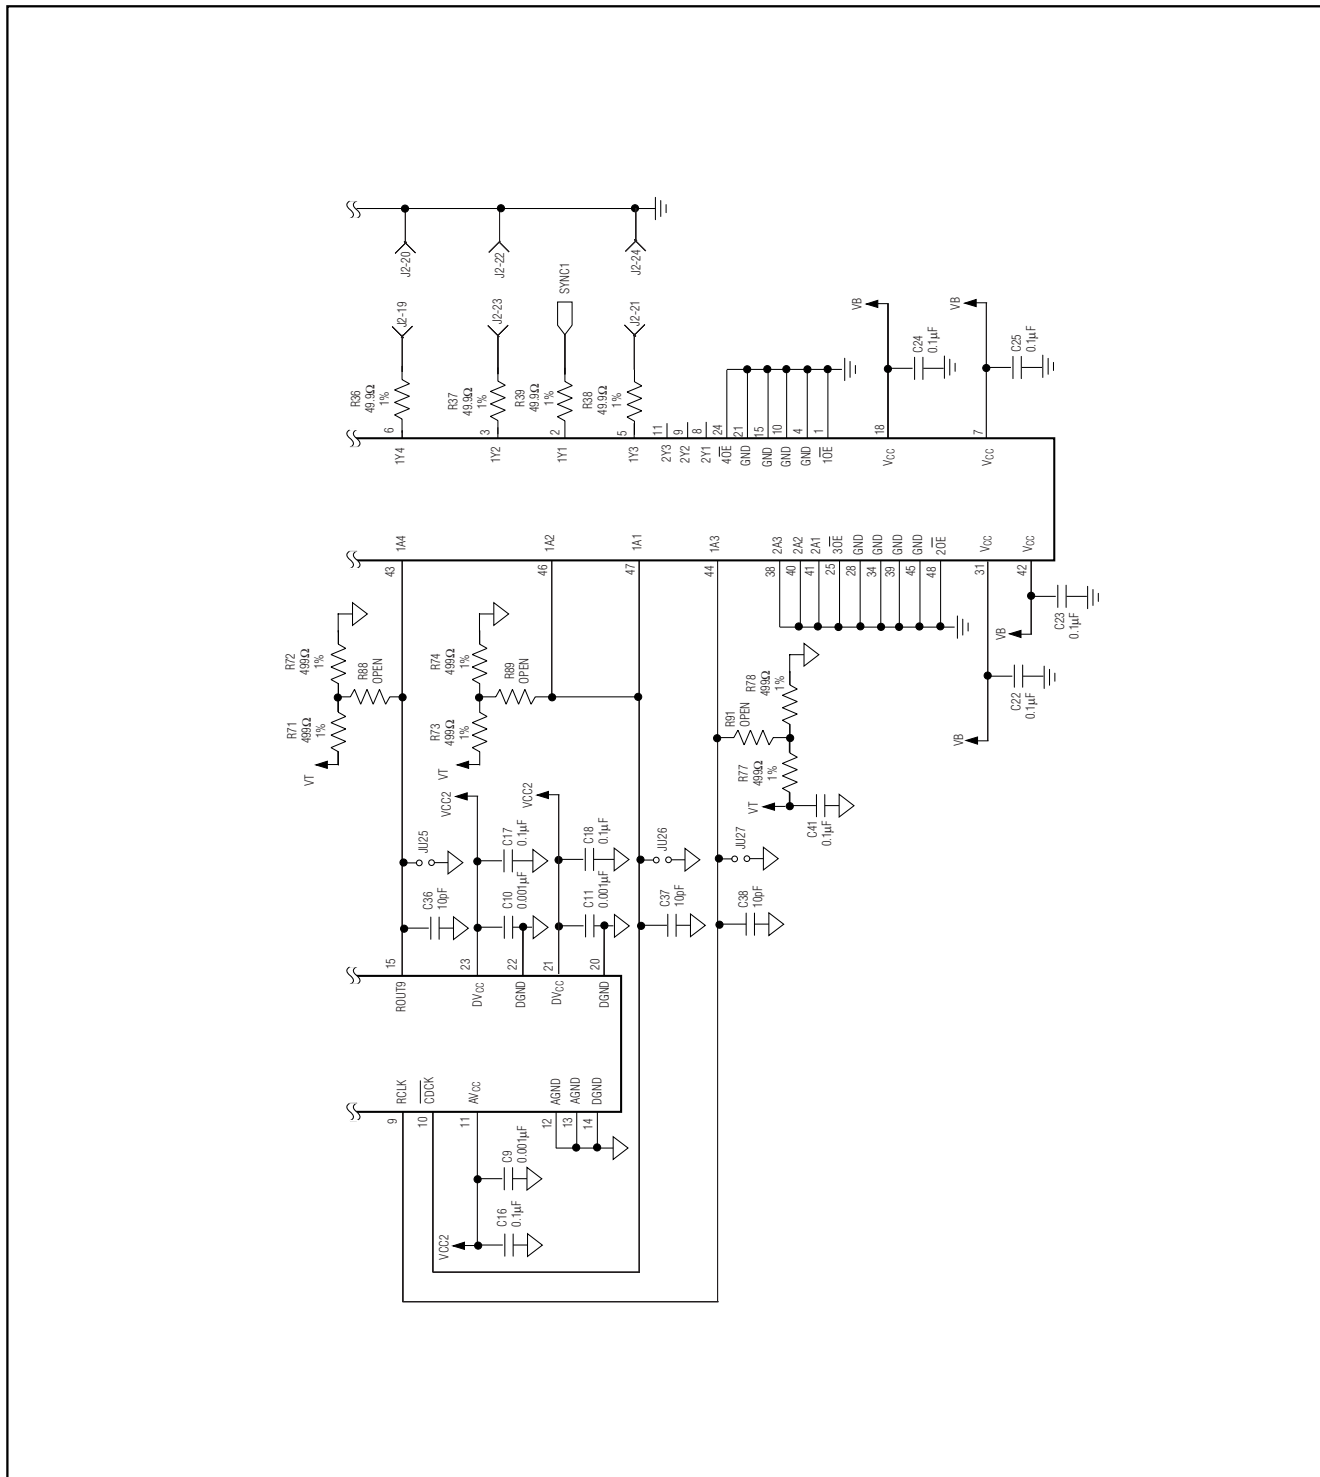 J2-20
J2-22
J2-24
J2-19
J2-23
SYNC1
J2-21
R36
49.9Ω
1%
R37
49.9Ω
1%
R39
49.9Ω
1%
R38
49.9Ω
1%
VB
C24
0.1µF
VB
C25
0.1µF
6
3
2
5
11
9
8
24
21
15
10
4
1
18
7
1Y4
1Y2
1Y1
1Y3
2Y3
2Y2
2Y1
4OE
GND
GND
GND
GND
1OE
VCC
VCC
1A4
1A2
1A1
1A3
2A3
2A2
2A1
3OE
GND
GND
GND
GND
2OE
VCC
VCC
43
46
47
44
38
40
41
25
28
34
39
45
48
31
42
R72
499Ω
1%
R88
OPEN
R71
499Ω
1%
VT
R74
499Ω
1%
R89
OPEN
R73
499Ω
1%
VT
R78
499Ω
1%
R91
OPEN
R77
499Ω
1%
VT
C41
0.1µF
C23
0.1µF
VB
C22
0.1µF
VB
VCC2
VCC2
JU25
C17
0.1µF
C18
0.1µF
JU26
JU27
C36
10pF
C10
0.001µF
C11
0.001µF
C37
10pF
C38
10pF
15
23
22
21
20
ROUT9
DVCC
DGND
DVCC
DGND
RCLK
CDCK
AVCC
AGND
AGND
DGND
9
10
11
12
13
14
C9
0.001µF
C16
0.1µF
VCC2